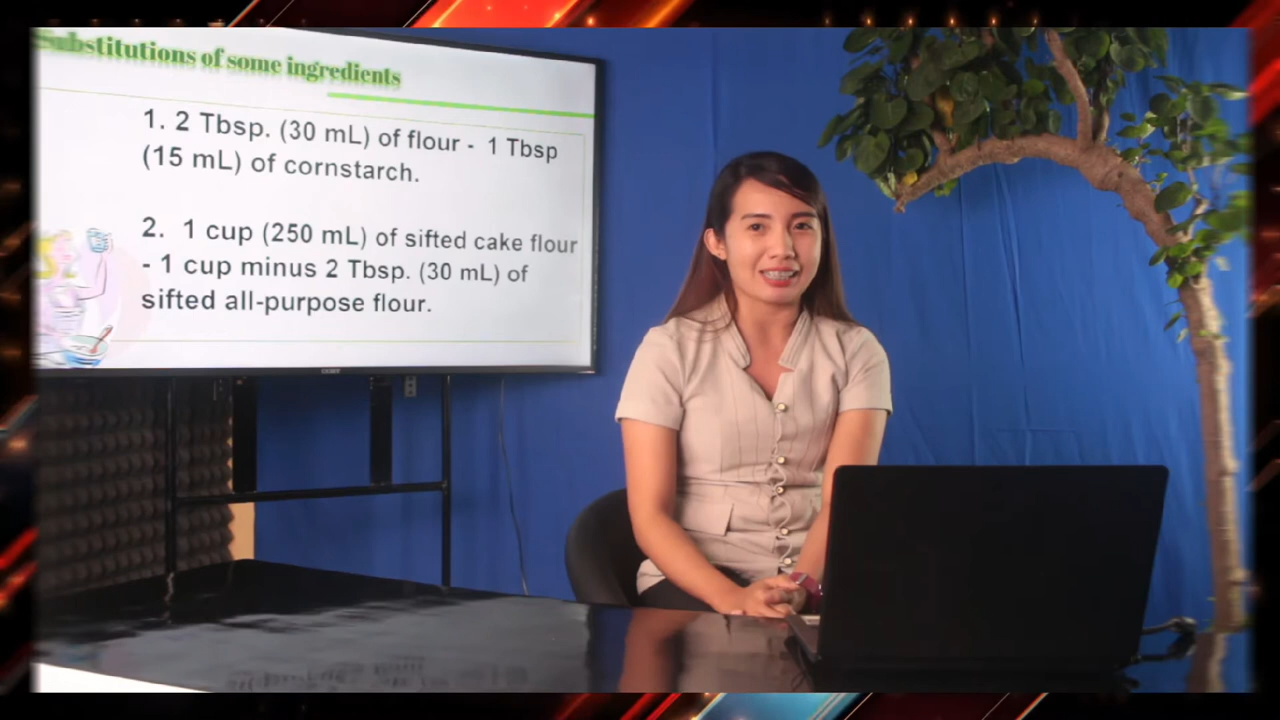 Substitutions of some ingredients
1. 2 Tbsp. (30 mL) of flour - 1 Tbsp
(15 mL) of cornstarch.
2. 1 cup (250 mL) of sifted cake flour
- 1 cup minus 2 Tbsp. (30 mL) of
sifted all-purpose flour.